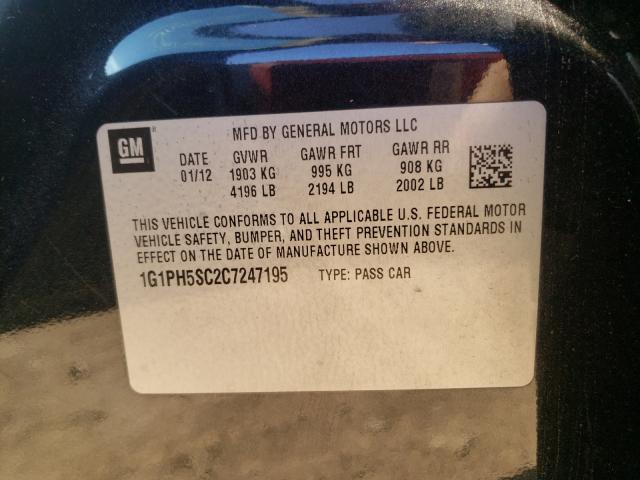 GM
MFD BY GENERAL MOTORS LLC
DATE GVWR GAWR FRT GAWR RR
01/12 1903 KG 995 KG 908 KG
4196 LB 2194 LB 2002 LB
THIS VEHICLE CONFORMS TO ALL APPLICABLE U.S. FEDERAL MOTOR
VEHICLE SAFETY, BUMPER, AND THEFT PREVENTION STANDARDS IN
EFFECT ON THE DATE OF MANUFACTURE SHOWN ABOVE.
1G1PH5SC2C7247195 TYPE: PASS CAR